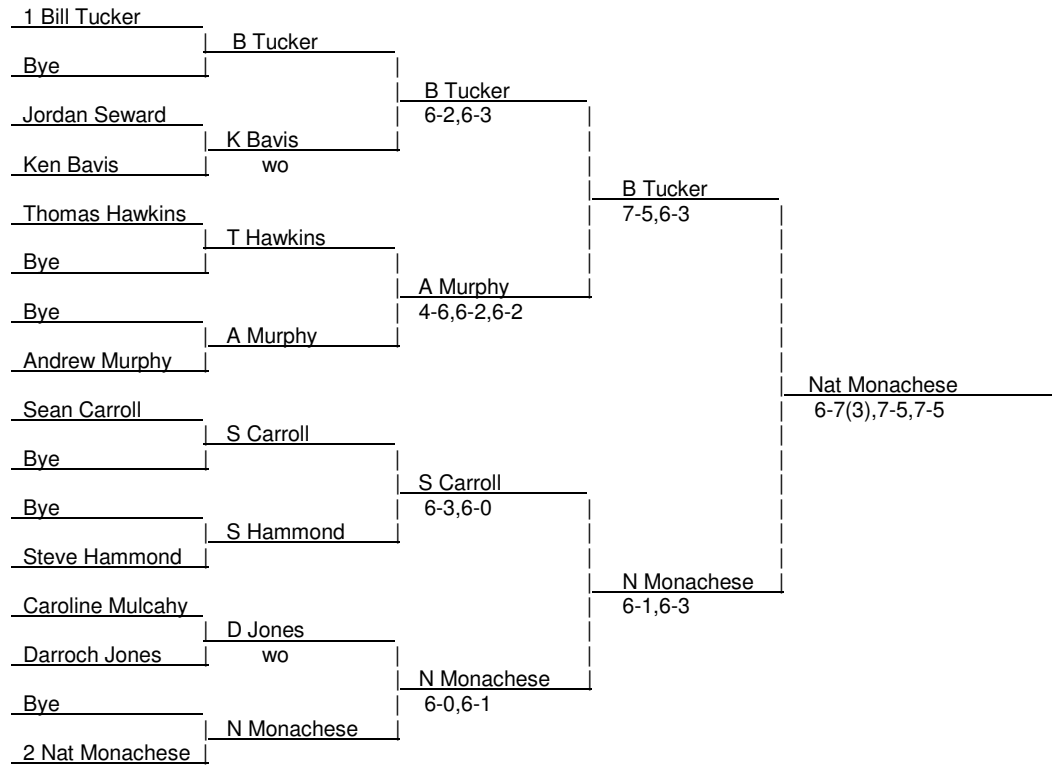 1 Bill Tucker
B Tucker
Bye
B Tucker
6-2,6-3
Jordan Seward
K Bavis
wo
Ken Bavis
B Tucker
7-5,6-3
Thomas Hawkins
T Hawkins
Bye
A Murphy
4-6,6-2,6-2
Bye
A Murphy
Andrew Murphy
Nat Monachese
6-7(3),7-5,7-5
Sean Carroll
S Carroll
Bye
S Carroll
6-3,6-0
Bye
S Hammond
Steve Hammond
N Monachese
6-1,6-3
Caroline Mulcahy
D Jones
wo
Darroch Jones
N Monachese
6-0,6-1
Bye
N Monachese
2 Nat Monachese